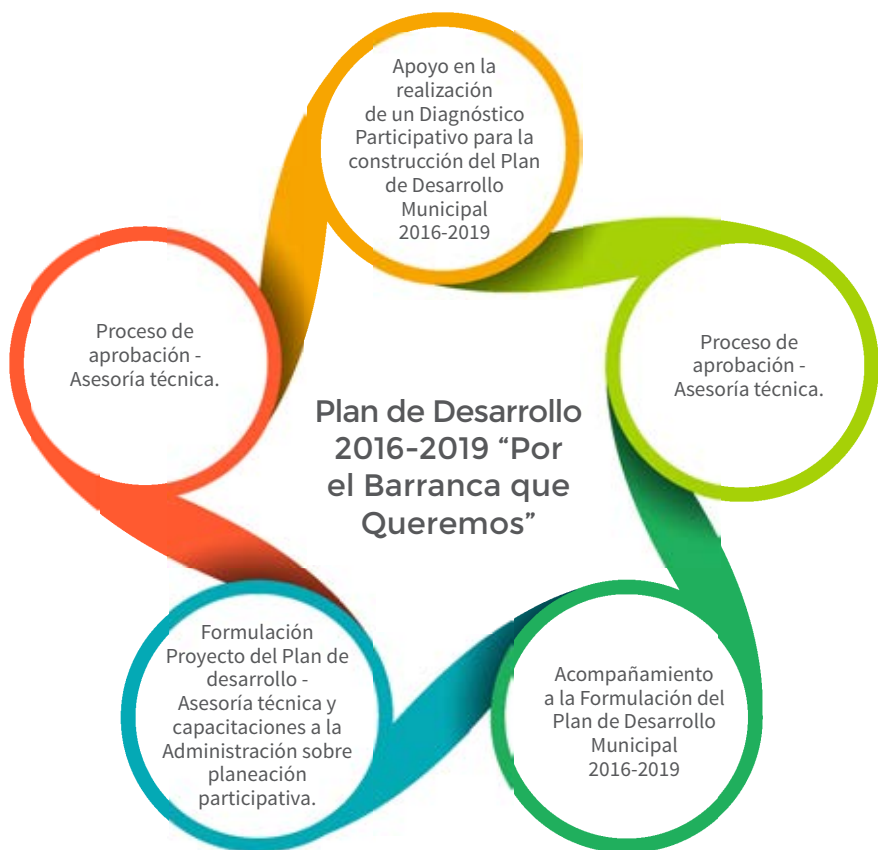 Apoyo en la
realización
de un Diagnóstico
Participativo para la
construcción del Plan
de Desarrollo
Municipal
2016-2019
Proceso de
aprobación -
Asesoría técnica.
Proceso de
aprobación -
Asesoría técnica.
Plan de Desarrollo
2016-2019 “Por
el Barranca que
Queremos”
Formulación
Proyecto del Plan de
desarrollo -
Asesoría técnica y
capacitaciones a la
Administración sobre
planeación
participativa.
Acompañamiento
a la Formulación del
Plan de Desarrollo
Municipal
2016-2019